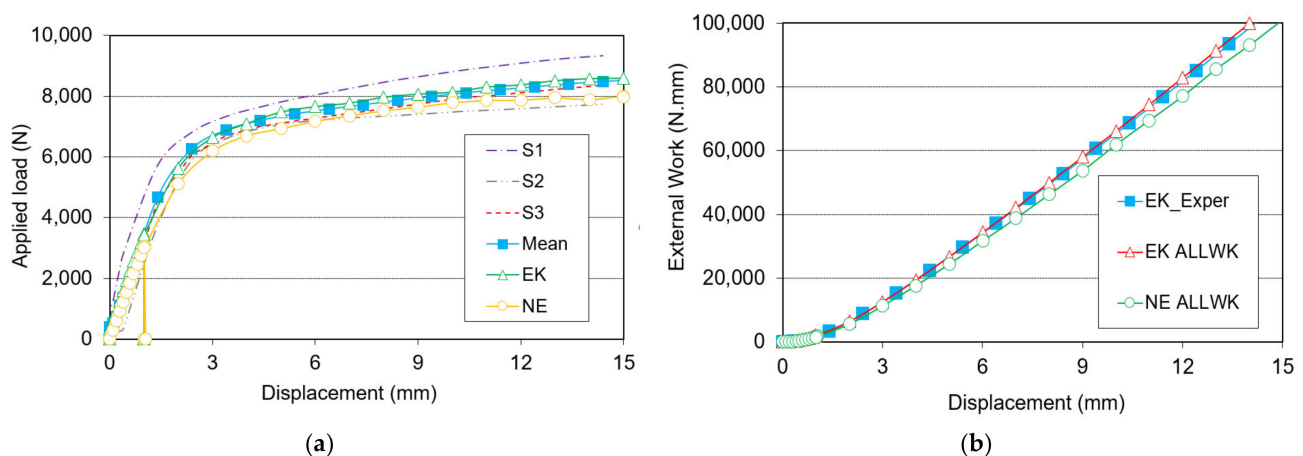 10,000
8,000
6,000
4,000
2,000
0
Applied load (N)
0 3 6 9 12 15
Displacement (mm)
S1
S2
S3
Mean
EK
NE
(a)
100,000
80,000
60,000
40,000
20,000
0
External Work (N.mm)
0 3 6 9 12 15
Displacement (mm)
EK_Exper
EK ALLWK
NE ALLWK
(b)